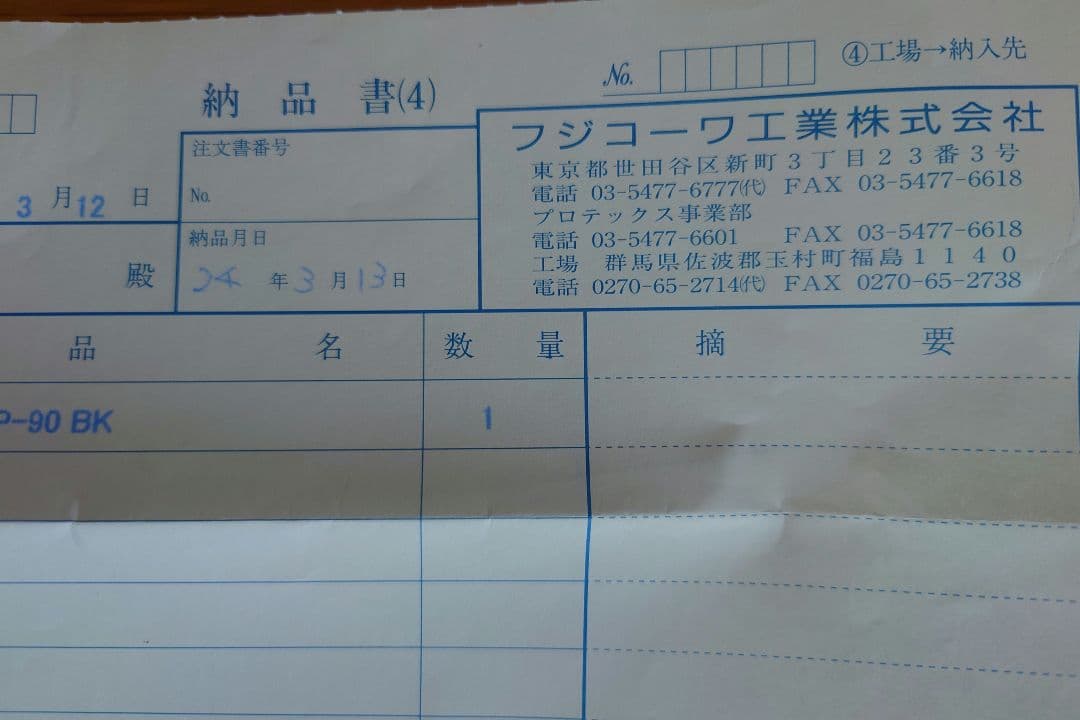 No.
④工場→納入先
納品書(4)
フジコーワ工業株式会社
東京都世田谷区新町3丁目23番3号
電話 03-5477-6777㈹ FAX 03-5477-6618
プロテックス事業部
電話 03-5477-6601 FAX 03-5477-6618
工場 群馬県佐波郡玉村町福島1140
電話 0270-65-2714㈹ FAX 0270-65-2738
注文書番号
No.
3月12日
納品月日
24年3月13日
殿
品名 数量 摘要
P-90 BK 1